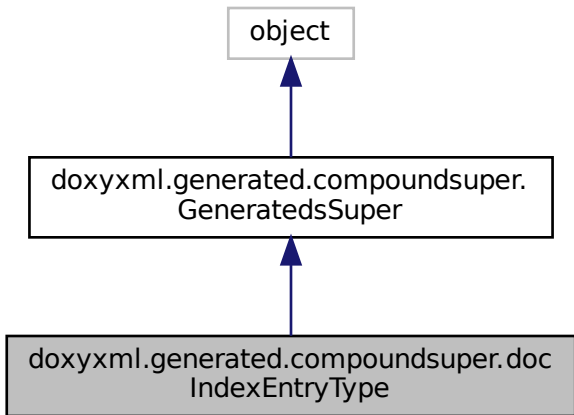 object
doxyxml.generated.compoundsuper.
GeneratedsSuper
doxyxml.generated.compoundsuper.doc
IndexEntryType